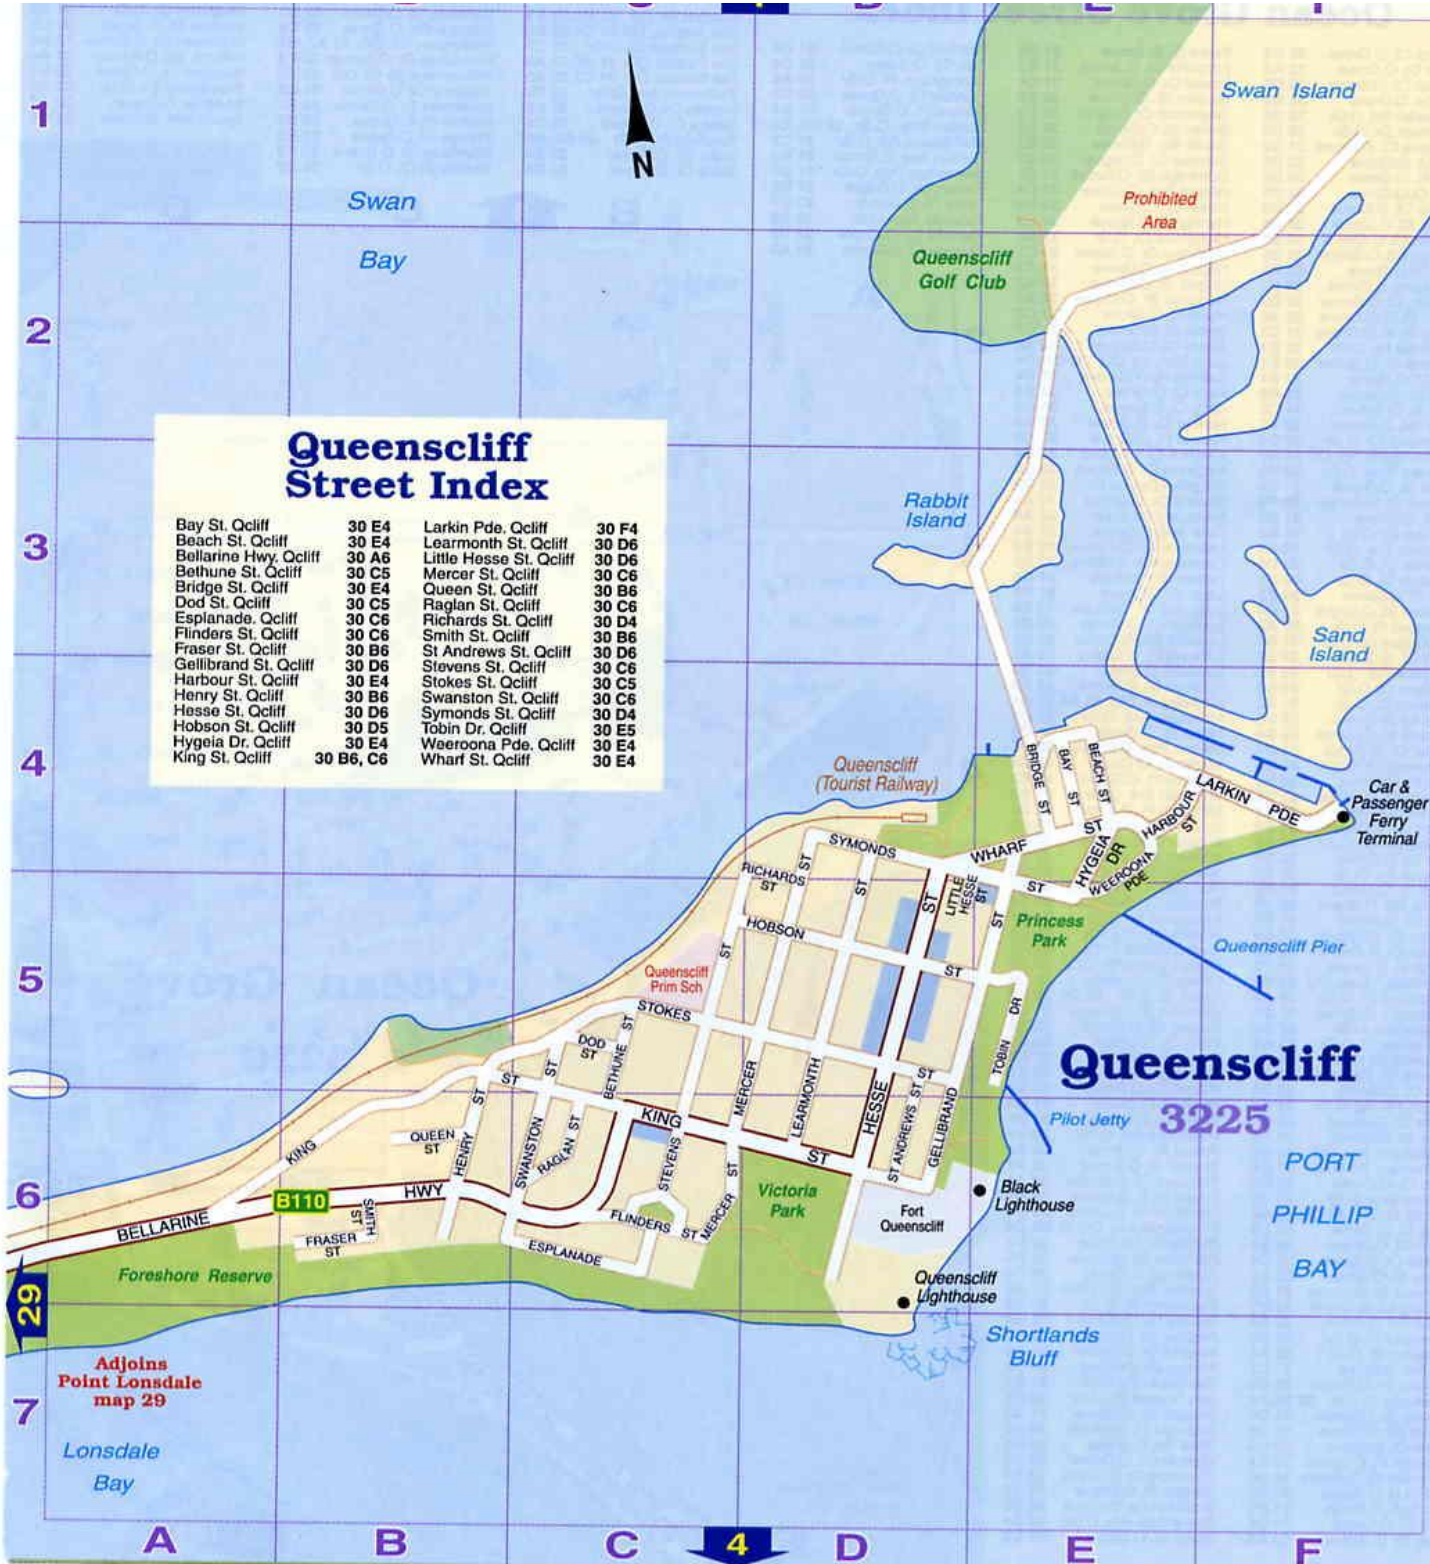 C
D
E
F
1
Swan Island
N
Swan
Bay
Prohibited
Area
Queenscliff
Golf Club
2
Queenscliff
Street Index
Bay St. Qcliff 30 E4
Beach St. Qcliff 30 E4
Bellarine Hwy. Qcliff 30 A6
Bethune St. Qcliff 30 C5
Bridge St. Qcliff 30 E4
Dod St. Qcliff 30 C5
Esplanade. Qcliff 30 C6
Flinders St. Qcliff 30 C6
Fraser St. Qcliff 30 B6
Gellibrand St. Qcliff 30 D6
Harbour St. Qcliff 30 E4
Henry St. Qcliff 30 B6
Hesse St. Qcliff 30 D6
Hobson St. Qcliff 30 D5
Hygeia Dr. Qcliff 30 E4
King St. Qcliff 30 B6, C6
Larkin Pde. Qcliff 30 F4
Learmonth St. Qcliff 30 D6
Little Hesse St. Qcliff 30 D6
Mercer St. Qcliff 30 C6
Queen St. Qcliff 30 B6
Raglan St. Qcliff 30 C6
Richards St. Qcliff 30 D4
Smith St. Qcliff 30 B6
St Andrews St. Qcliff 30 D6
Stevens St. Qcliff 30 C6
Stokes St. Qcliff 30 C5
Swanston St. Qcliff 30 C6
Symonds St. Qcliff 30 D4
Tobin Dr. Qcliff 30 E5
Weeroona Pde. Qcliff 30 E4
Wharf St. Qcliff 30 E4
Rabbit
Island
3
Sand
Island
4
Queenscliff
(Tourist Railway)
BRIDGE ST
BAY ST
BEACH ST
LARKIN PDE
HARBOUR ST
Car &
Passenger
Ferry
Terminal
SYMONDS ST
WHARF ST
HYGEIA DR
WEEROONA PDE
RICHARDS ST
LITTLE HESSE ST
HOBSON ST
Princess
Park
Queenscliff Pier
5
Queenscliff
Prim Sch
STOKES ST
DOD ST
BETHUNE ST
TOBIN DR
Queenscliff
3225
Pilot Jetty
MERCER ST
LEARMONTH ST
HESSE ST
ST ANDREWS ST
GELLIBRAND ST
KING ST
KING ST
QUEEN ST
HENRY ST
SWANSTON ST
RAGLAN ST
STEVENS ST
MERCER ST
6
B110
BELLARINE HWY
SMITH ST
FRASER ST
FLINDERS ST
ESPLANADE
Victoria
Park
Fort
Queenscliff
Black
Lighthouse
PORT
PHILLIP
BAY
Foreshore Reserve
29
Queenscliff
Lighthouse
Shortlands
Bluff
Adjoins
Point Lonsdale
map 29
7
Lonsdale
Bay
A
B
C
4
D
E
F